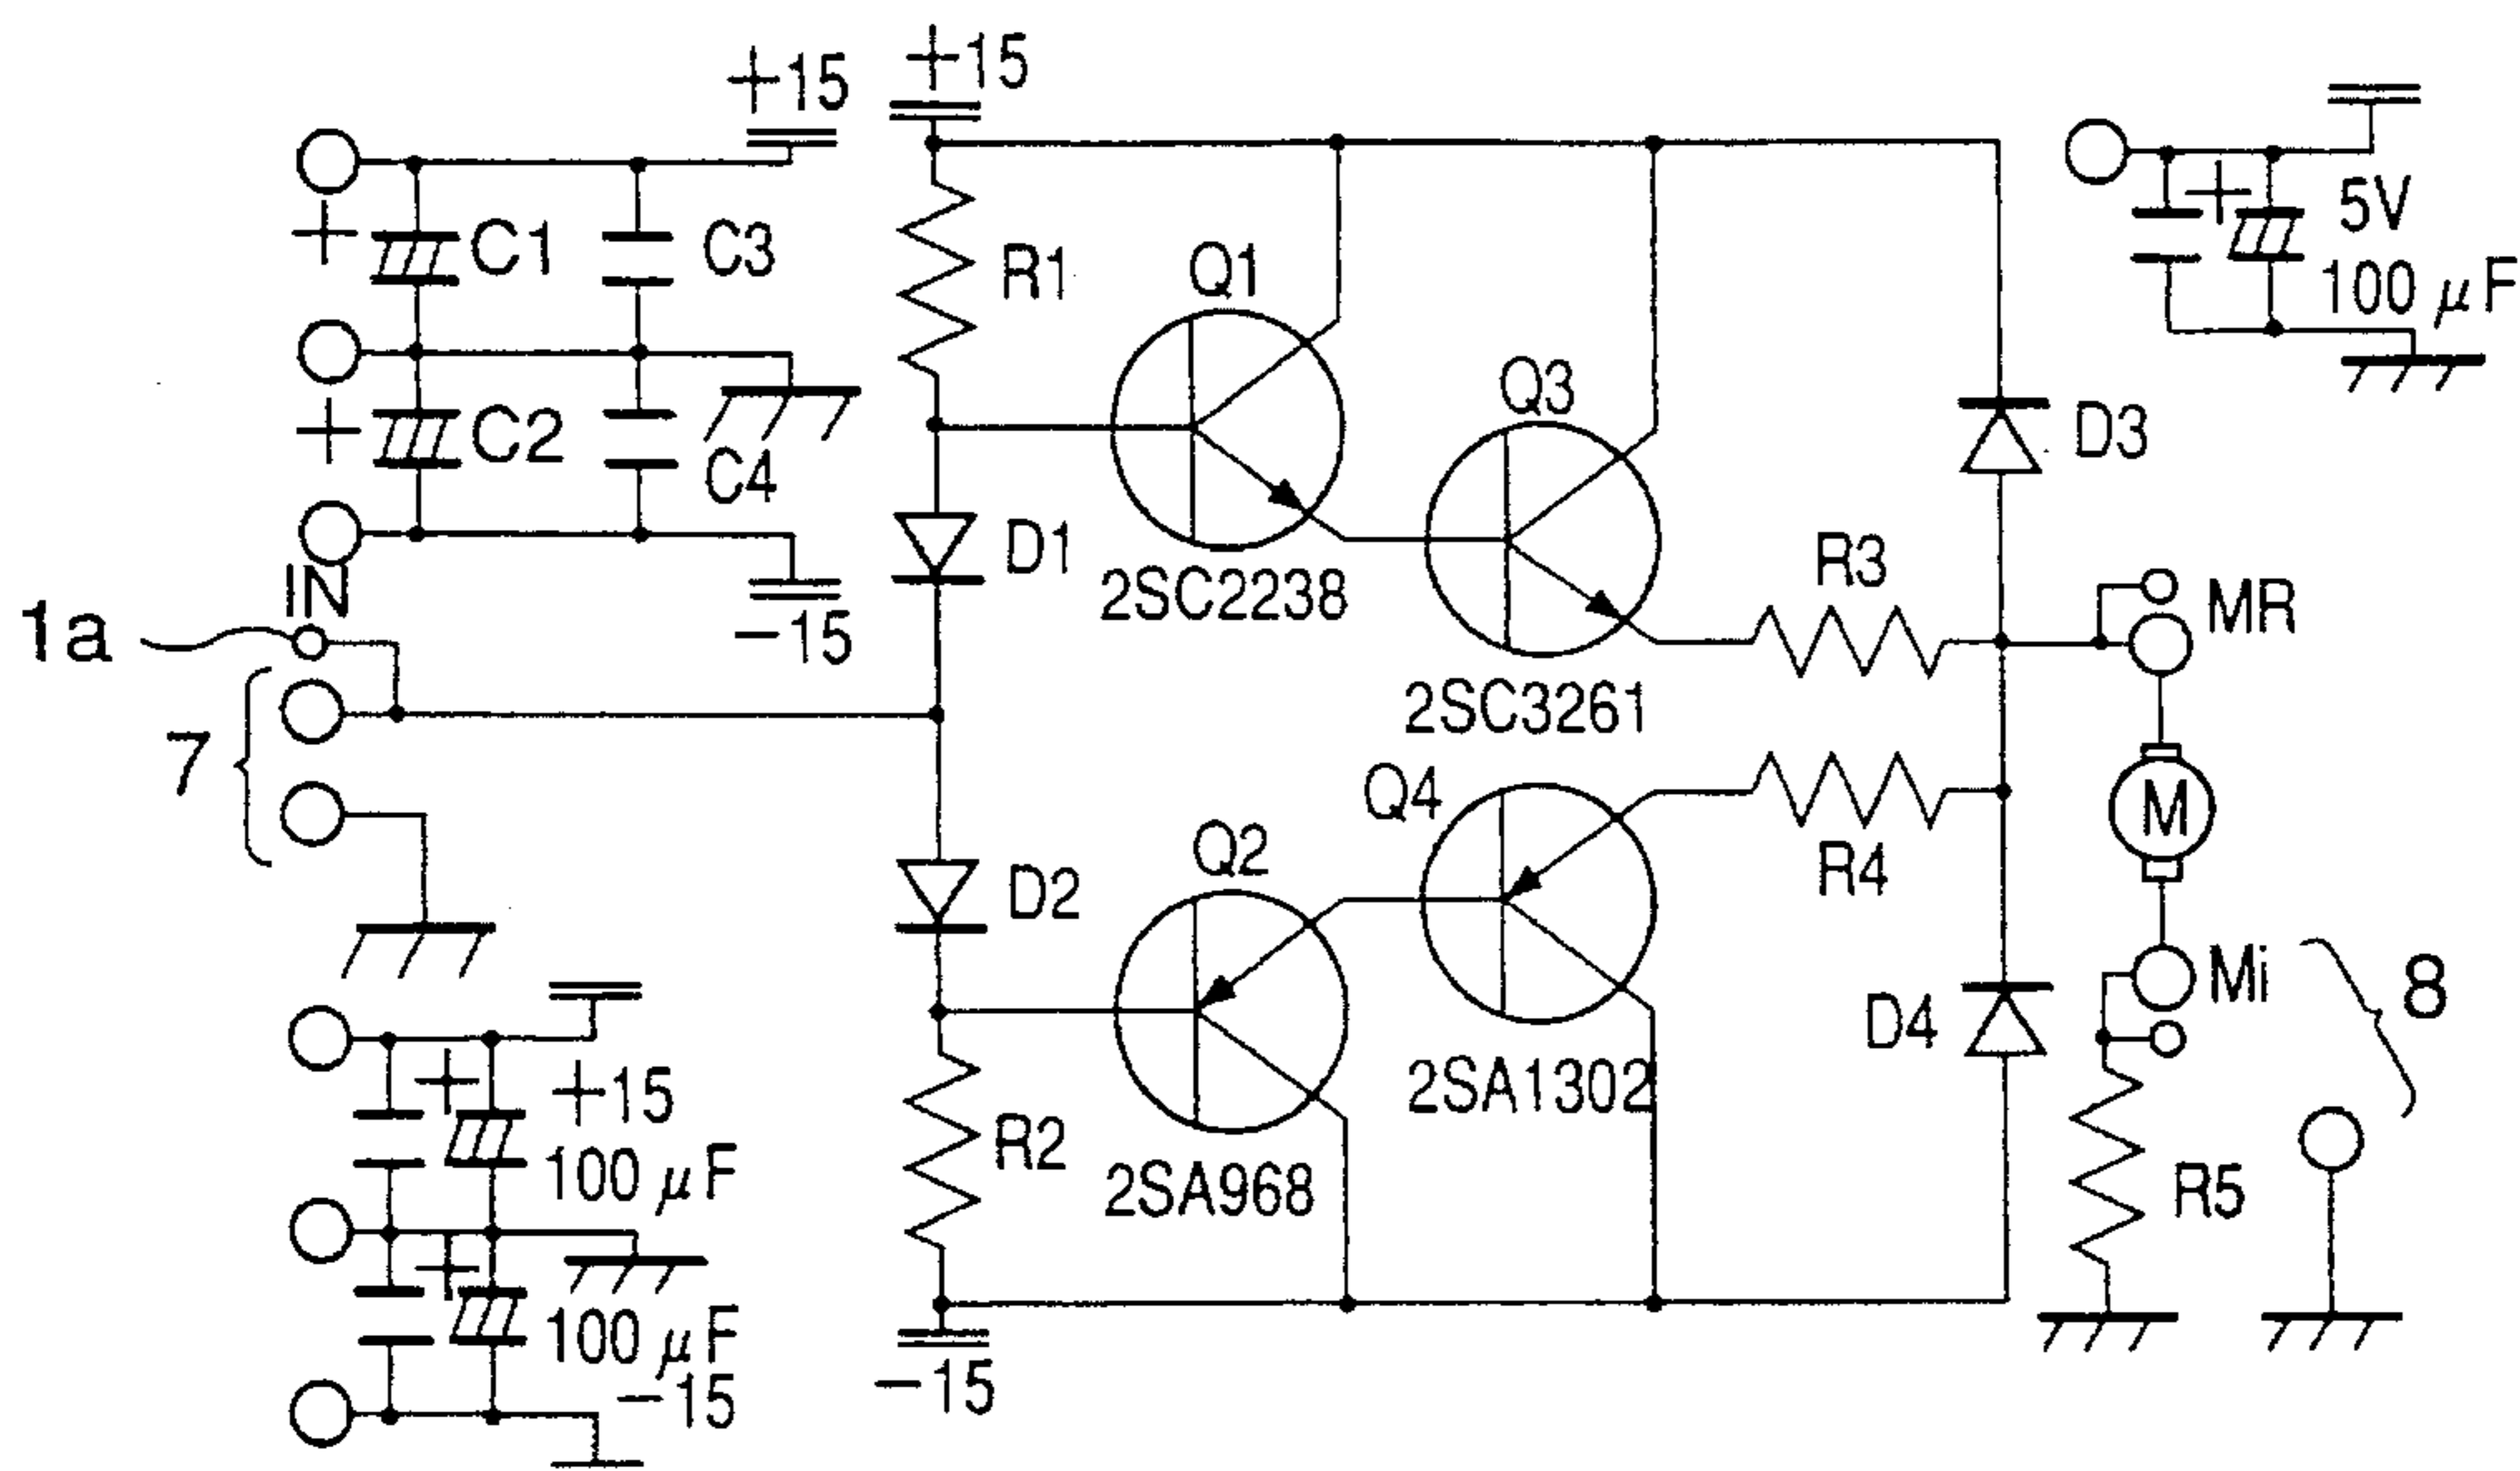 +15
+15
+
C1
C3
R1
Q1
+
5V
100 μF
Q3
D3
+
C2
C4
D1
2SC2238
R3
MR
IN
1a
-15
2SC3261
7
Q4
M
R4
Q2
D2
Mi
8
D4
2SA1302
+
+15
100 μF
R2
2SA968
R5
+
100 μF
-15
-15